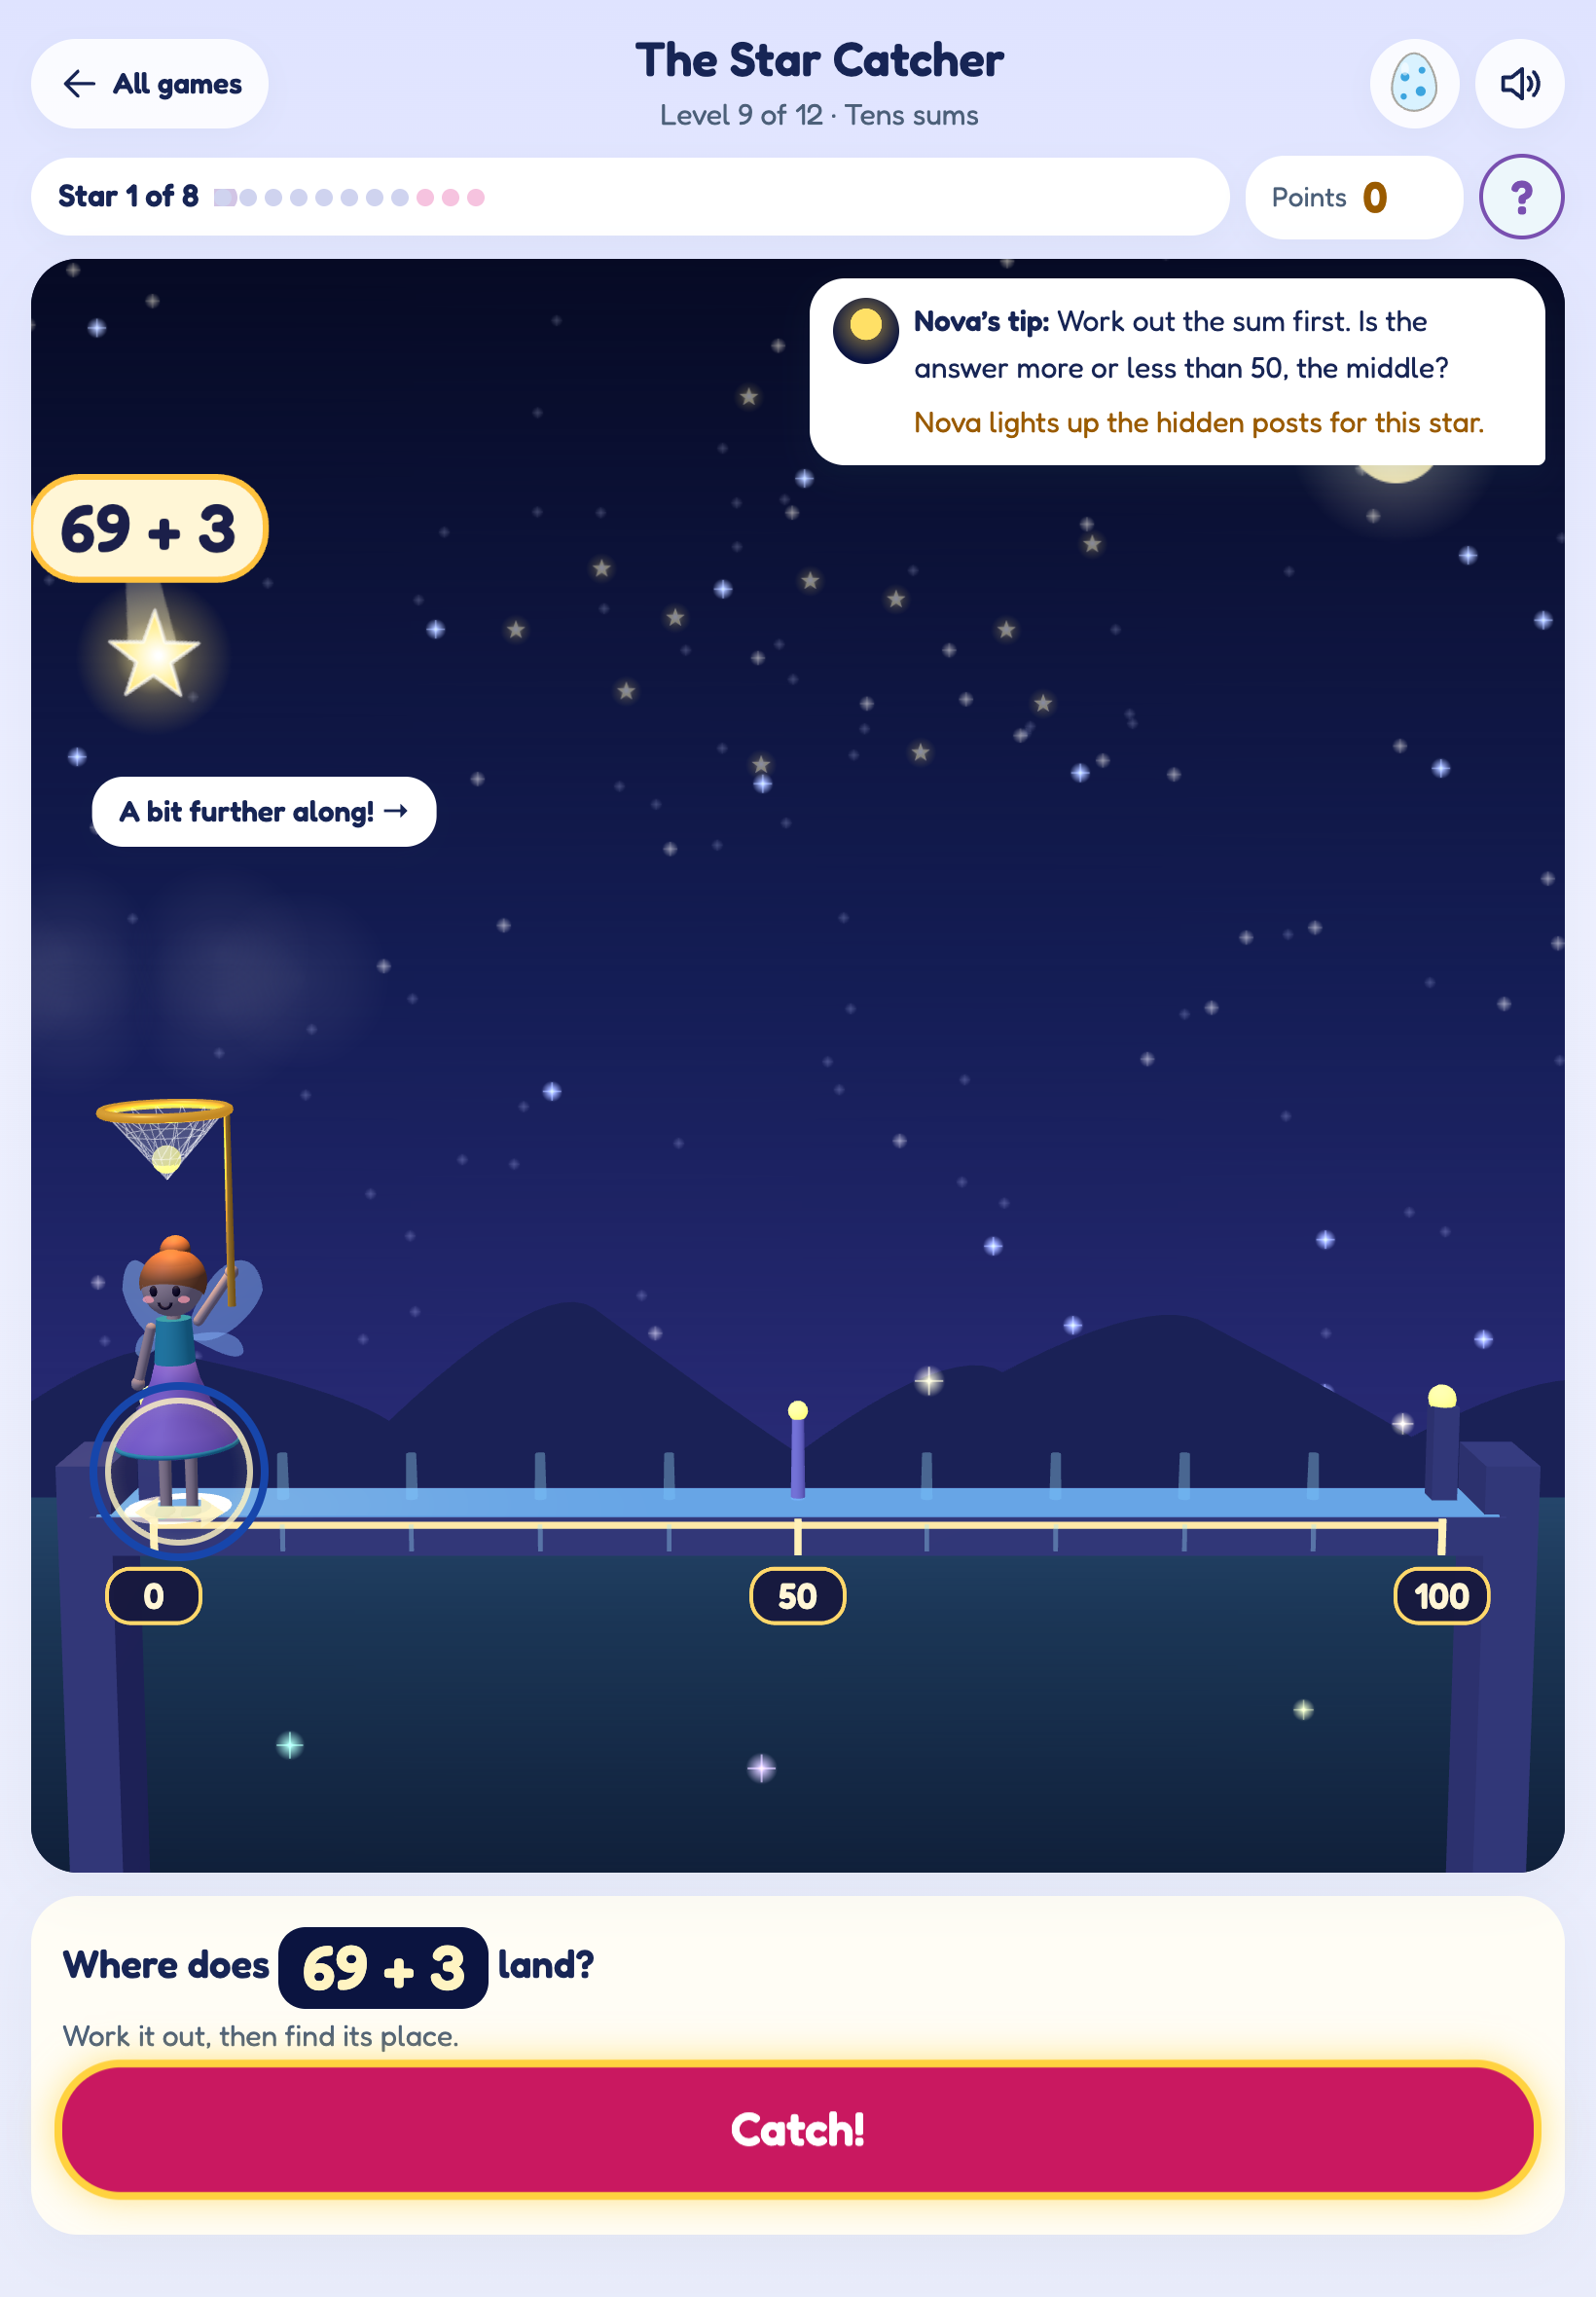 All games
The Star Catcher
Level 9 of 12 · Tens sums
Star 1 of 8
Points 0
?
Nova’s tip: Work out the sum first. Is the
answer more or less than 50, the middle?
Nova lights up the hidden posts for this star.
69 + 3
A bit further along! →
0
50
100
Where does 69 + 3 land?
Work it out, then find its place.
Catch!